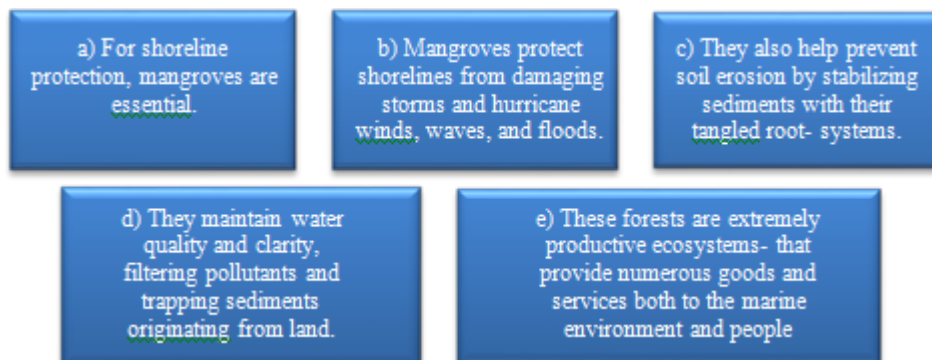 a) For shoreline
protection, mangroves are
essential.
b) Mangroves protect
shorelines from damaging
storms and hurricane
winds, waves, and floods.
c) They also help prevent
soil erosion by stabilizing
sediments with their
tangled root- systems.
d) They maintain water
quality and clarity,
filtering pollutants and
trapping sediments
originating from land.
e) These forests are extremely
productive ecosystems- that
provide numerous goods and
services both to the marine
environment and people